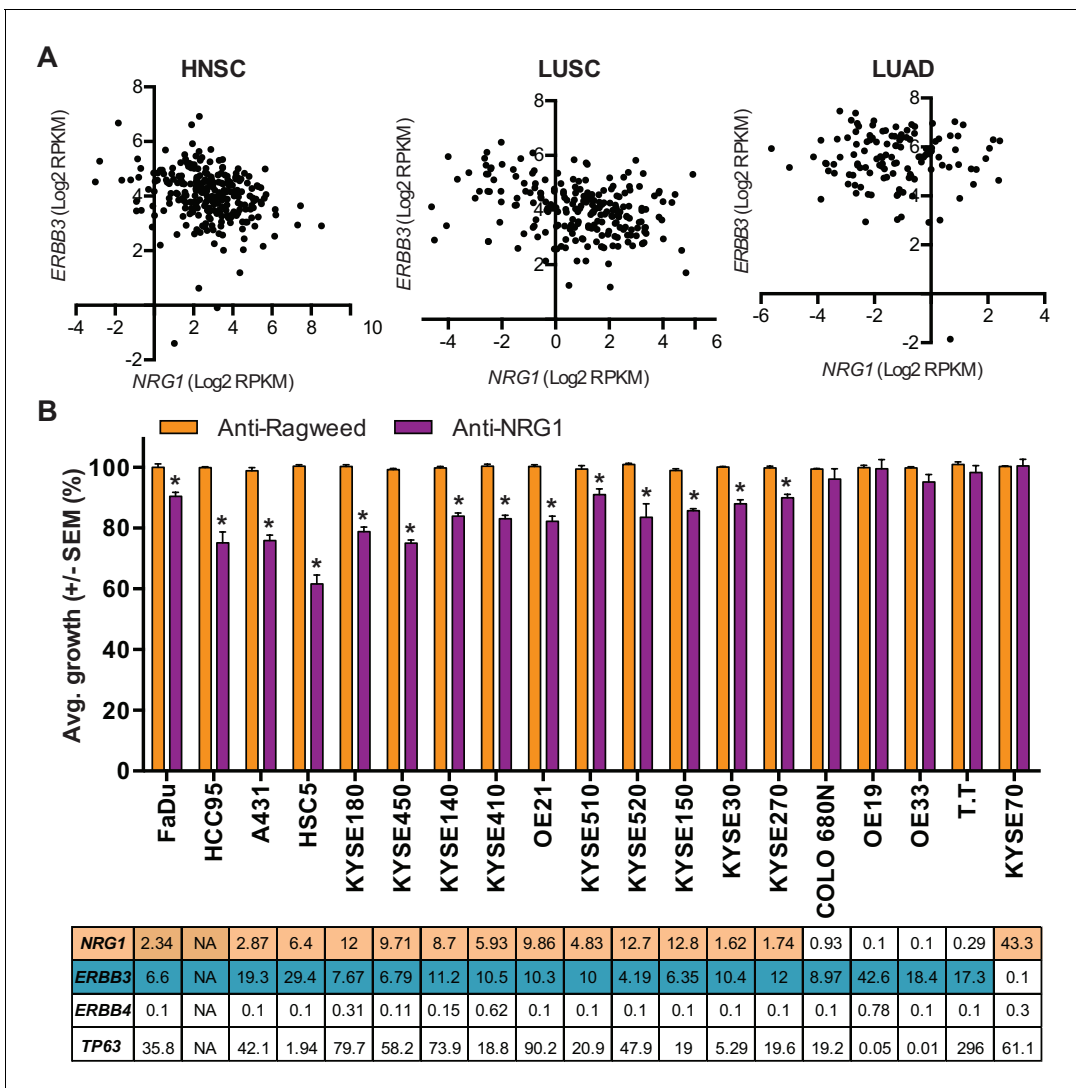 A
HNSC LUSC LUAD
8
6
4
2
-2
-4 -2 0 2 4 6 8 10
ERBB3 (Log2 RPKM)
NRG1 (Log2 RPKM)
8
6
4
2
-4 -2 0 2 4 6
ERBB3 (Log2 RPKM)
NRG1 (Log2 RPKM)
8
6
4
2
-2
-6 -4 -2 0 2 4
ERBB3 (Log2 RPKM)
NRG1 (Log2 RPKM)
B
Anti-Ragweed Anti-NRG1
Avg. growth (+/- SEM (%)
100
80
60
40
20
0
* * * * * * * * * * * * * *
FaDu HCC95 A431 HSC5 KYSE180 KYSE450 KYSE140 KYSE410 OE21 KYSE510 KYSE520 KYSE150 KYSE30 KYSE270 COLO 680N OE19 OE33 T.T KYSE70
NRG1 2.34 NA 2.87 6.4 12 9.71 8.7 5.93 9.86 4.83 12.7 12.8 1.62 1.74 0.93 0.1 0.1 0.29 43.3
ERBB3 6.6 NA 19.3 29.4 7.67 6.79 11.2 10.5 10.3 10 4.19 6.35 10.4 12 8.97 42.6 18.4 17.3 0.1
ERBB4 0.1 NA 0.1 0.1 0.31 0.11 0.15 0.62 0.1 0.1 0.1 0.1 0.1 0.1 0.1 0.78 0.1 0.1 0.3
TP63 35.8 NA 42.1 1.94 79.7 58.2 73.9 18.8 90.2 20.9 47.9 19 5.29 19.6 19.2 0.05 0.01 296 61.1